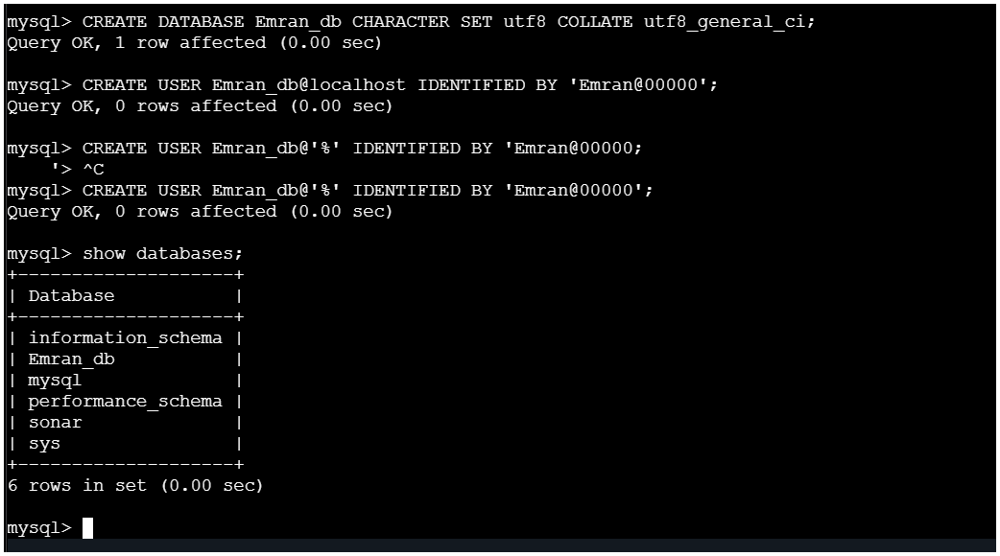 mysql> CREATE DATABASE Emran_db CHARACTER SET utf8 COLLATE utf8_general_ci;
Query OK, 1 row affected (0.00 sec)
mysql> CREATE USER Emran_db@localhost IDENTIFIED BY 'Emran@00000';
Query OK, 0 rows affected (0.00 sec)
mysql> CREATE USER Emran_db@'%' IDENTIFIED BY 'Emran@00000;
    '> ^C
mysql> CREATE USER Emran_db@'%' IDENTIFIED BY 'Emran@00000';
Query OK, 0 rows affected (0.00 sec)
mysql> show databases;
+--------------------+
| Database           |
+--------------------+
| information_schema |
| Emran_db           |
| mysql              |
| performance_schema |
| sonar              |
| sys                |
+--------------------+
6 rows in set (0.00 sec)
mysql>